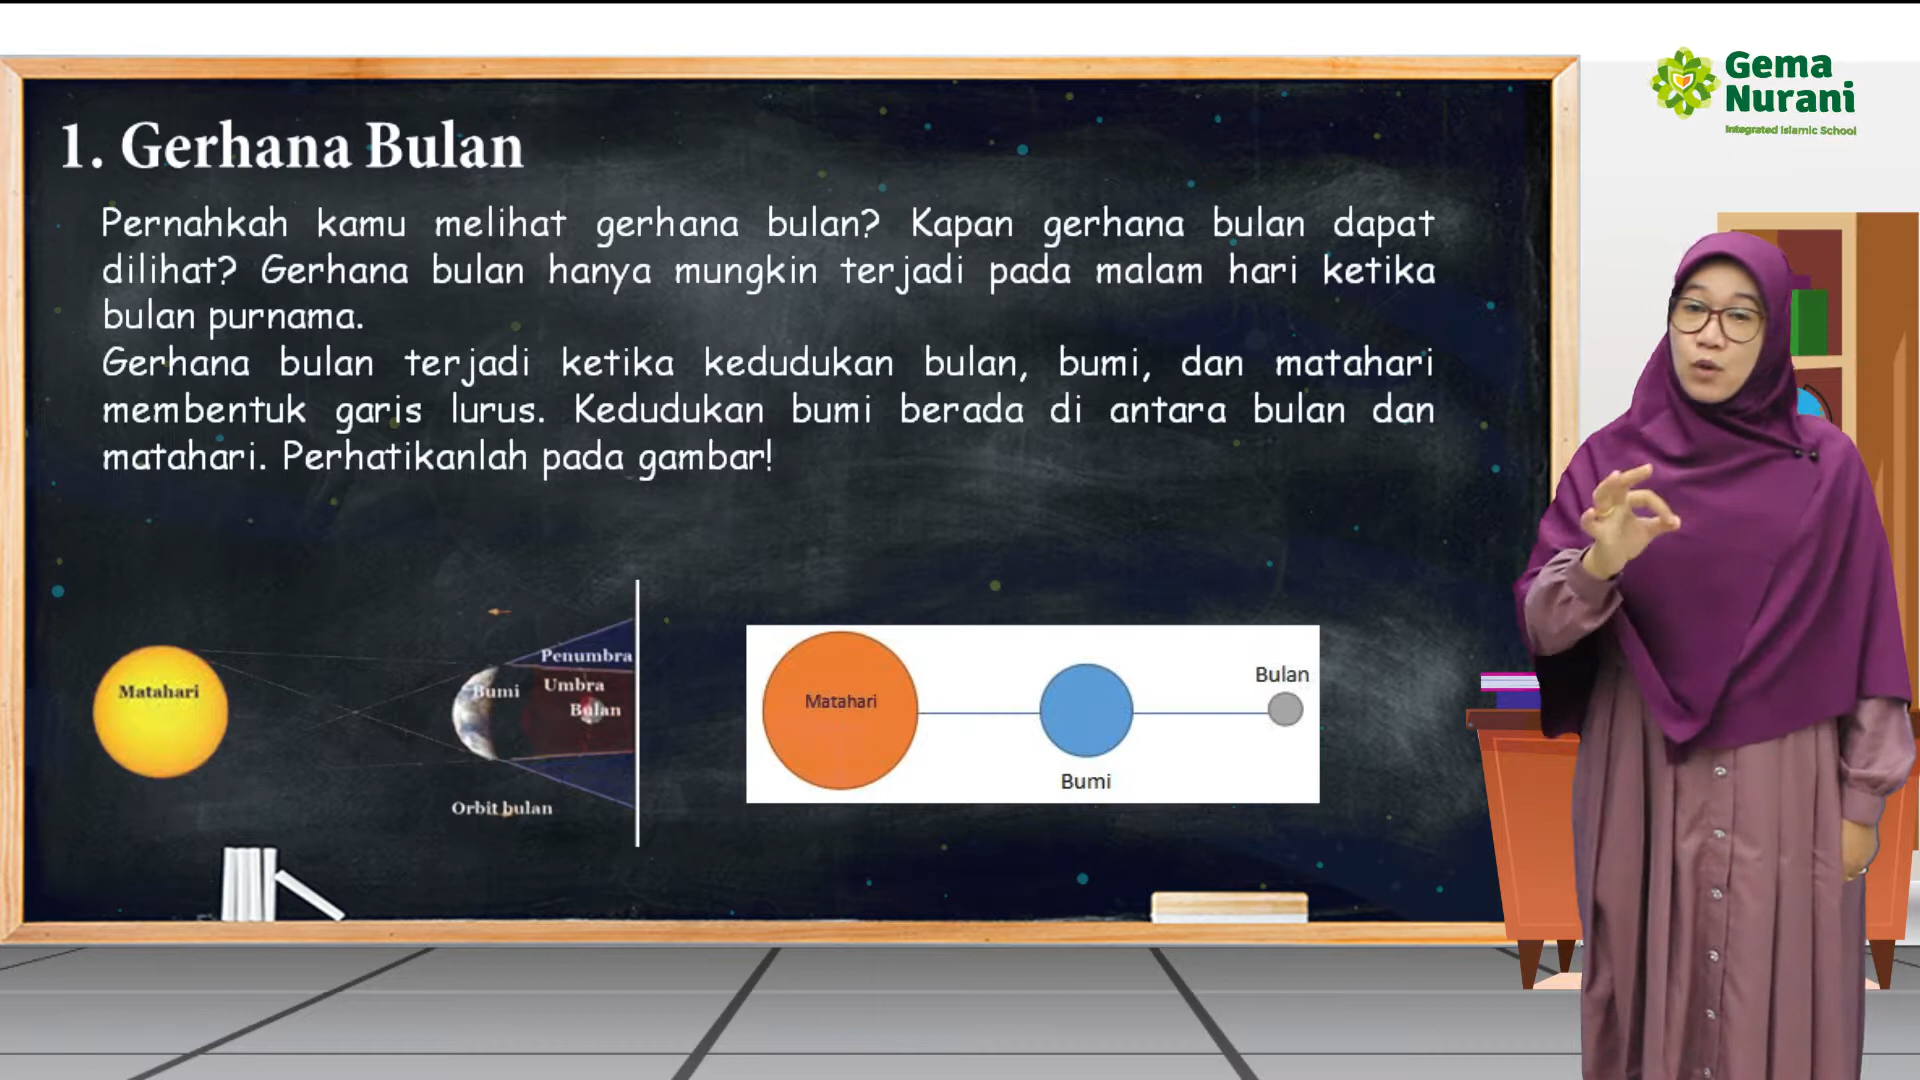 Gema
Nurani
Integrated Islamic School
1. Gerhana Bulan
Pernahkah kamu melihat gerhana bulan? Kapan gerhana bulan dapat
dilihat? Gerhana bulan hanya mungkin terjadi pada malam hari ketika
bulan purnama.
Gerhana bulan terjadi ketika kedudukan bulan, bumi, dan matahari
membentuk garis lurus. Kedudukan bumi berada di antara bulan dan
matahari. Perhatikanlah pada gambar!
Matahari
Bumi
Penumbra
Umbra
Bulan
Orbit bulan
Matahari
Bumi
Bulan